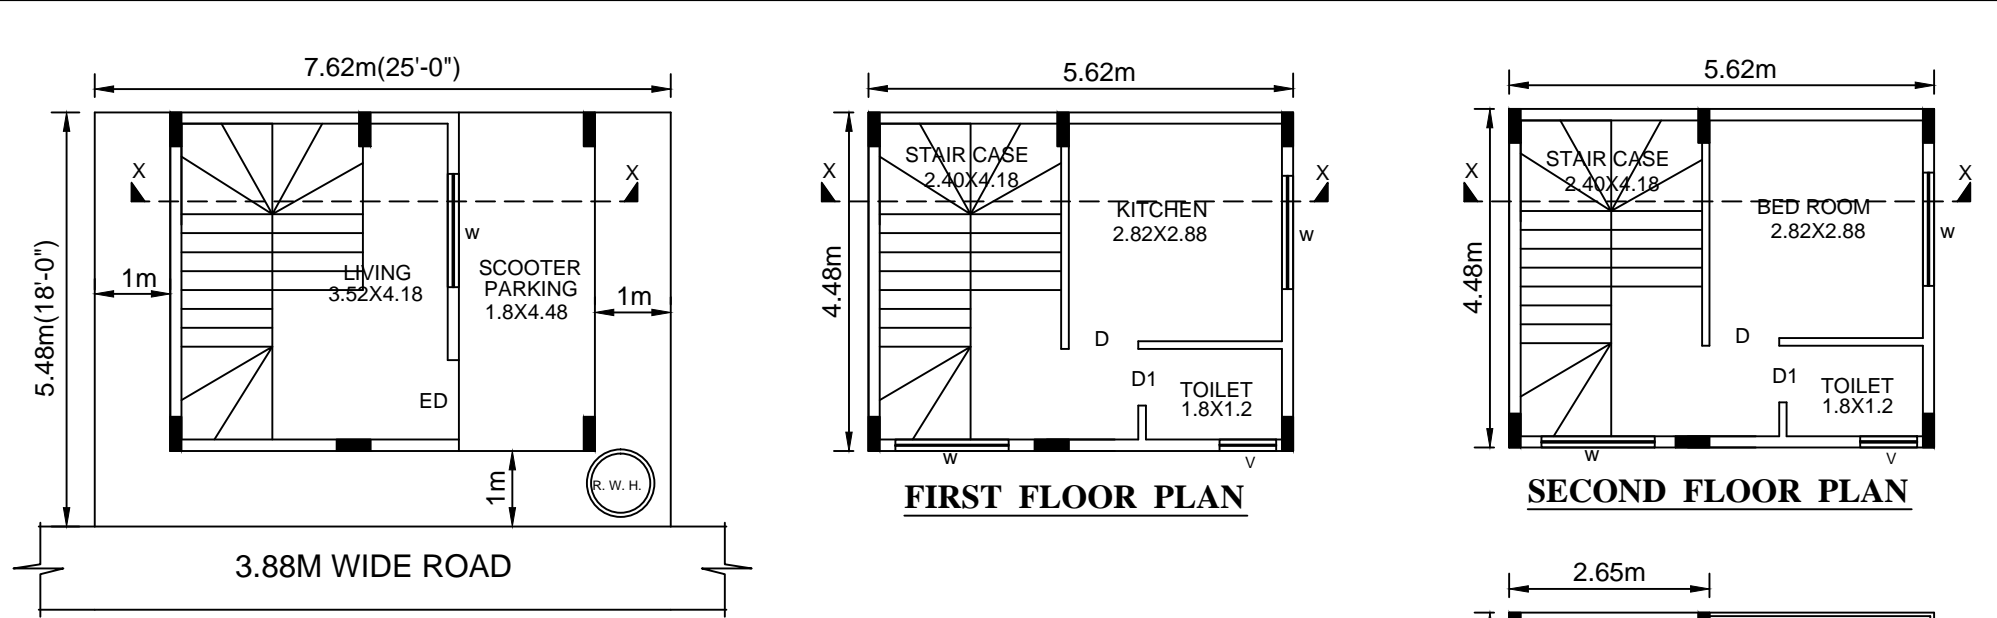 7.62m(25'-0")
X
X
5.48m(18'-0")
1m
LIVING
3.52X4.18
W
SCOOTER
PARKING
1.8X4.48
1m
ED
1m
R. W. H.
3.88M WIDE ROAD
5.62m
STAIR CASE
2.40X4.18
X
X
KITCHEN
2.82X2.88
W
4.48m
D
D1
TOILET
1.8X1.2
W
V
FIRST FLOOR PLAN
5.62m
STAIR CASE
2.40X4.18
X
X
BED ROOM
2.82X2.88
W
4.48m
D
D1
TOILET
1.8X1.2
W
V
SECOND FLOOR PLAN
2.65m